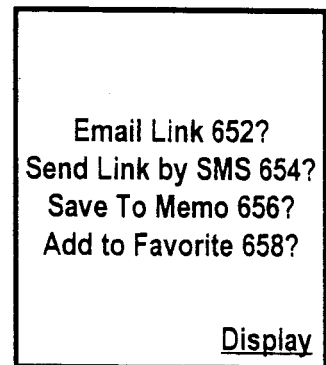 Email Link 652?
Send Link by SMS 654?
Save To Memo 656?
Add to Favorite 658?
Display